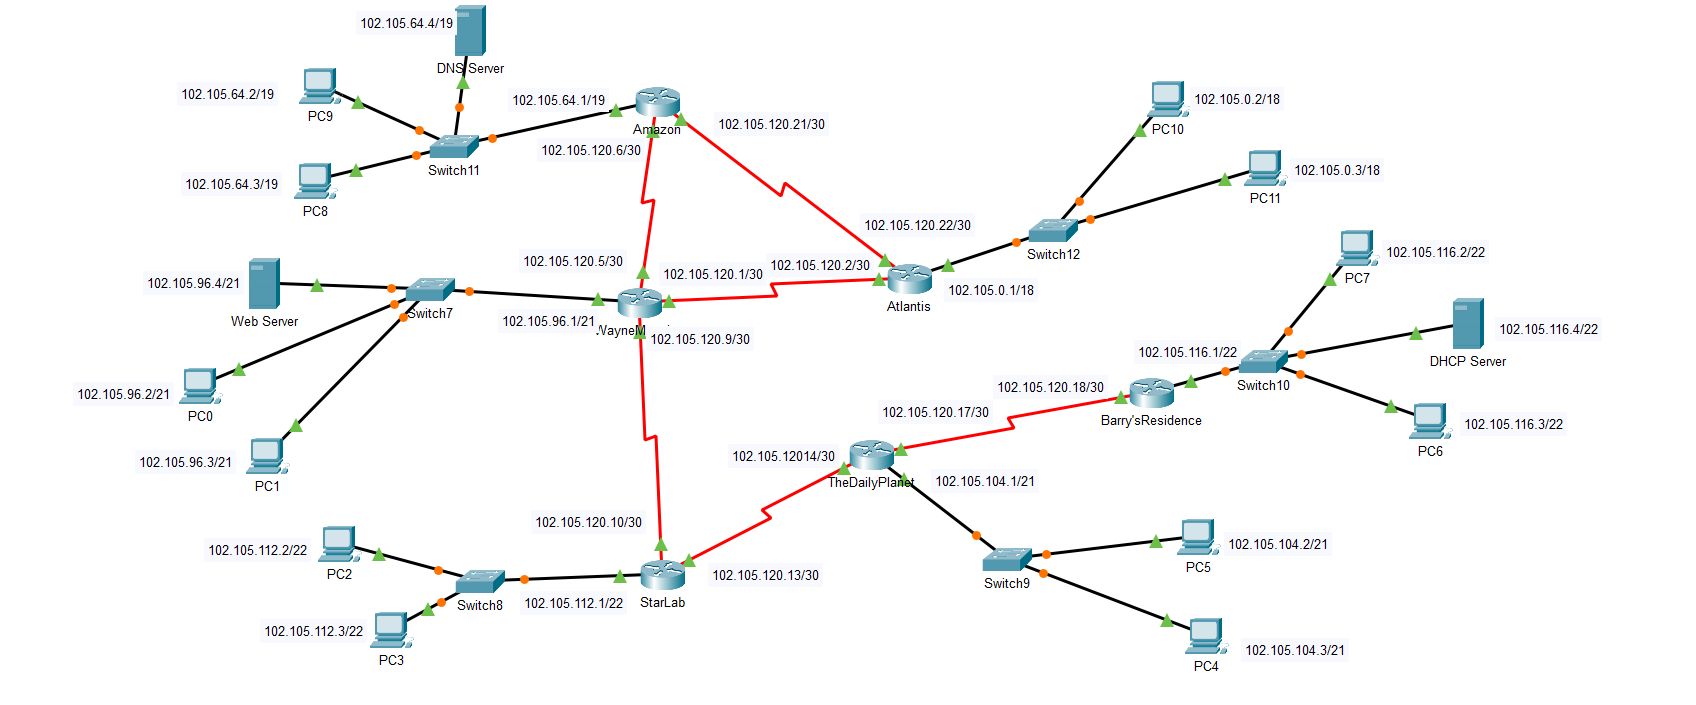 102.105.64.4/19
DNS Server
102.105.64.2/19
PC9
102.105.64.1/19
Amazon
102.105.120.21/30
102.105.120.6/30
Switch11
102.105.64.3/19
PC8
102.105.0.2/18
PC10
102.105.0.3/18
PC11
102.105.120.22/30
Switch12
102.105.116.2/22
PC7
102.105.120.5/30
102.105.120.1/30
102.105.120.2/30
Atlantis
102.105.0.1/18
102.105.96.4/21
Web Server
Switch7
102.105.96.1/21
WayneM
102.105.120.9/30
102.105.116.4/22
DHCP Server
102.105.116.1/22
Switch10
102.105.120.18/30
Barry'sResidence
102.105.120.17/30
102.105.96.2/21
PC0
102.105.116.3/22
PC6
102.105.96.3/21
PC1
102.105.12014/30
TheDailyPlanet
102.105.104.1/21
102.105.120.10/30
102.105.112.2/22
PC2
102.105.104.2/21
PC5
Switch9
102.105.120.13/30
StarLab
Switch8
102.105.112.1/22
102.105.112.3/22
PC3
102.105.104.3/21
PC4